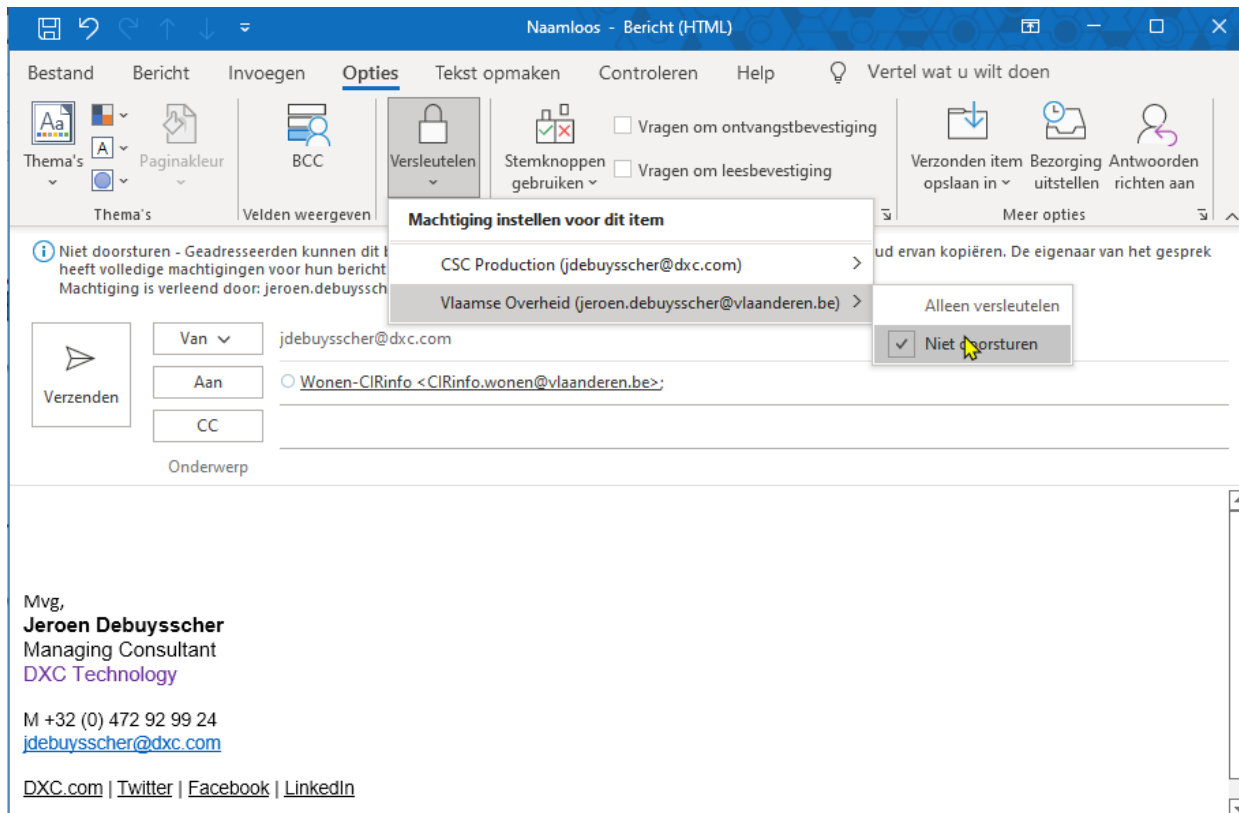 Naamloos - Bericht (HTML)
Bestand Bericht Invoegen Opties Tekst opmaken Controleren Help Vertel wat u wilt doen
Aa
A
Thema's
Paginakleur
BCC
Versleutelen
Stemknoppen
gebruiken
Vragen om ontvangstbevestiging
Vragen om leesbevestiging
Verzonden item
opslaan in
Bezorging
uitstellen
Antwoorden
richten aan
Thema's
Velden weergeven
Meer opties
Machtiging instellen voor dit item
CSC Production (jdebuysscher@dxc.com)
Vlaamse Overheid (jeroen.debuysscher@vlaanderen.be)
Alleen versleutelen
Niet doorsturen
Niet doorsturen - Geadresseerden kunnen dit ervan kopiëren. De eigenaar van het gesprek
heeft volledige machtigingen voor hun bericht
Machtiging is verleend door:
Verzenden
Van jdebuysscher@dxc.com
Aan Wonen-CIRinfo <CIRinfo.wonen@vlaanderen.be>;
CC
Onderwerp
Mvg,
Jeroen Debuysscher
Managing Consultant
DXC Technology
M +32 (0) 472 92 99 24
jdebuysscher@dxc.com
DXC.com | Twitter | Facebook | LinkedIn